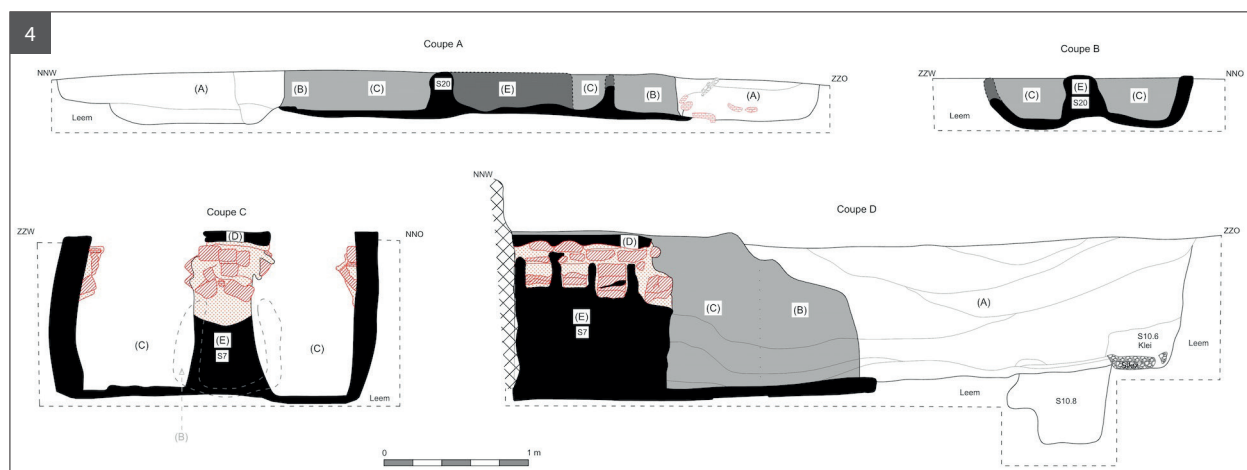 4
Coupe A
NNW
ZZO
(A)
(B)
(C)
S20
(E)
(C)
(B)
(A)
Leem
Coupe B
ZZW
NNO
(C)
(E)
S20
(C)
Leem
Coupe C
ZZW
NNO
(D)
(C)
(E)
S7
(C)
Leem
(B)
Coupe D
NNW
ZZO
(D)
(E)
S7
(C)
(B)
(A)
S10.6
Klei
Leem
Leem
S10.8
0
1 m